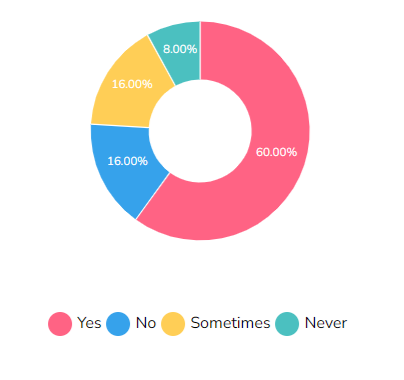 8.00%
16.00%
60.00%
16.00%
Yes No Sometimes Never